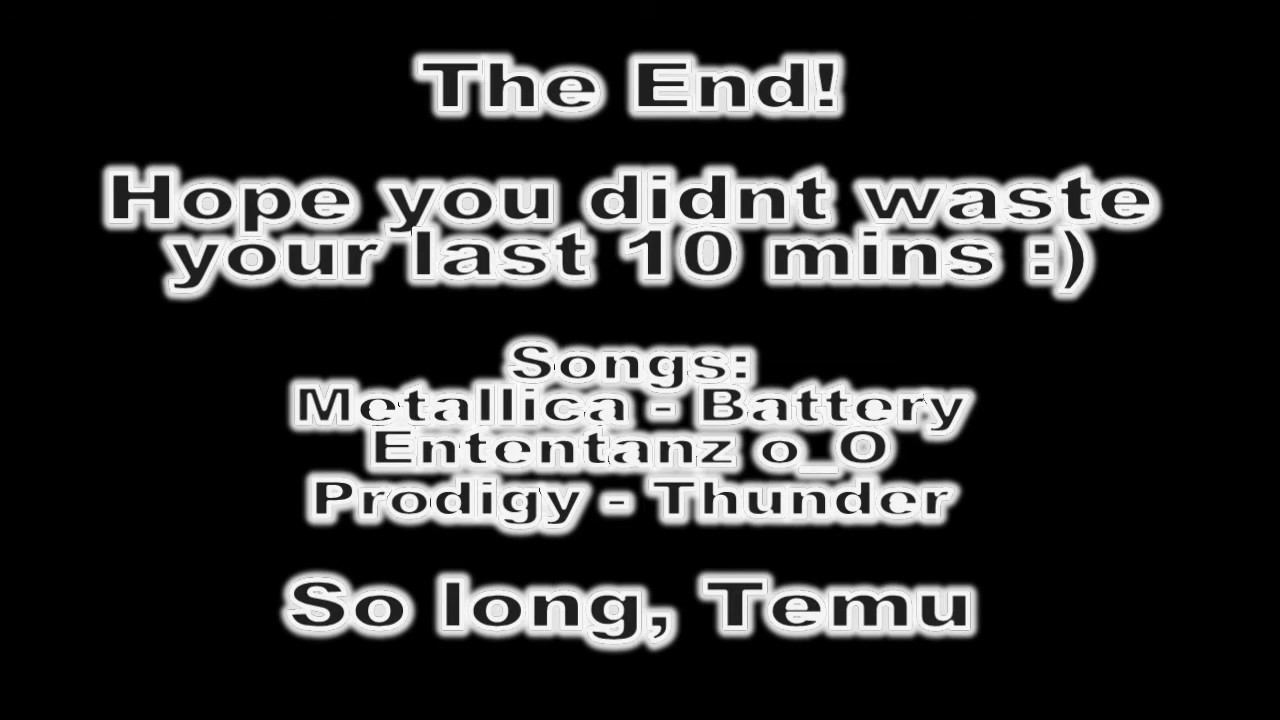 The End!
Hope you didnt waste
your last 10 mins :)
Songs:
Metallica - Battery
Ententanz o_O
Prodigy - Thunder
So long, Temu